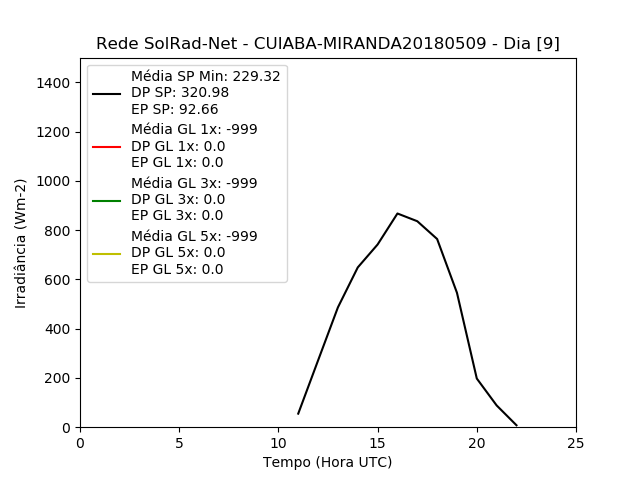 Rede SolRad-Net - CUIABA-MIRANDA20180509 - Dia [9]
Média SP Min: 229.32
DP SP: 320.98
EP SP: 92.66
Média GL 1x: -999
DP GL 1x: 0.0
EP GL 1x: 0.0
Média GL 3x: -999
DP GL 3x: 0.0
EP GL 3x: 0.0
Média GL 5x: -999
DP GL 5x: 0.0
EP GL 5x: 0.0
Irradiância (Wm-2)
1400
1200
1000
800
600
400
200
0
0 5 10 15 20 25
Tempo (Hora UTC)